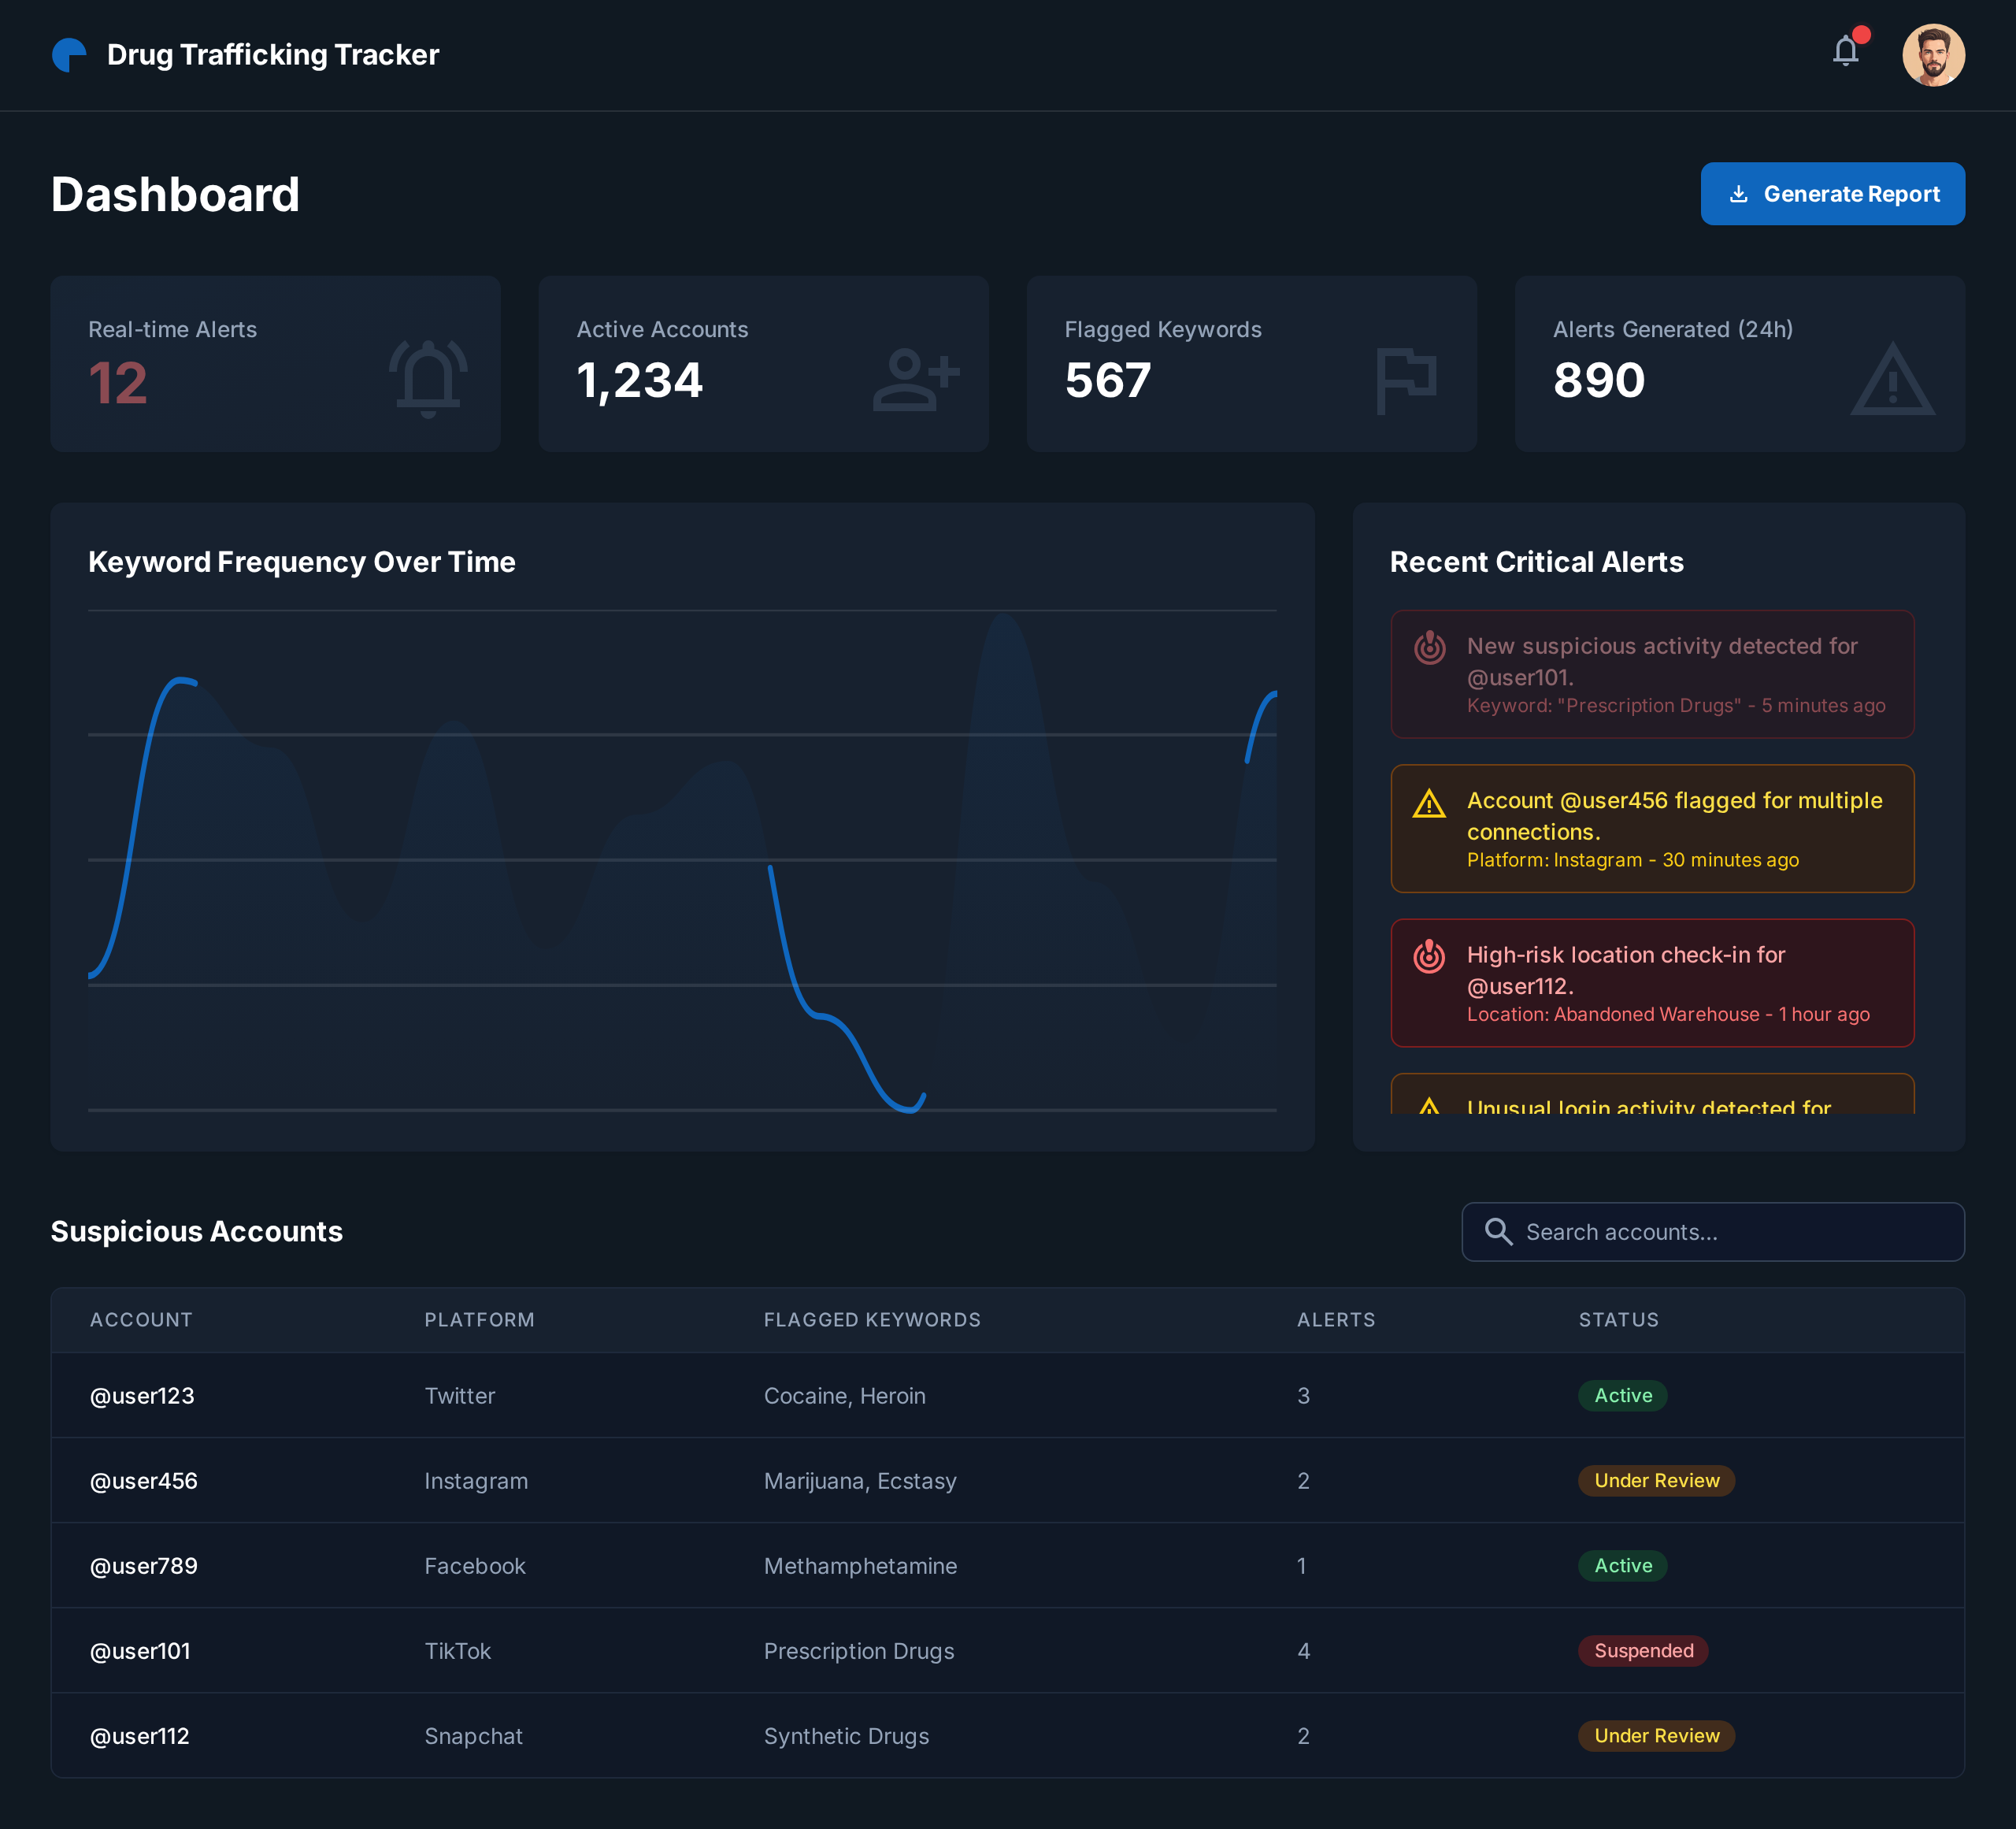 Drug Trafficking Tracker
Dashboard
Generate Report
Real-time Alerts
12
Active Accounts
1,234
Flagged Keywords
567
Alerts Generated (24h)
890
Keyword Frequency Over Time
Recent Critical Alerts
New suspicious activity detected for
@user101.
Keyword: "Prescription Drugs" - 5 minutes ago
Account @user456 flagged for multiple
connections.
Platform: Instagram - 30 minutes ago
High-risk location check-in for
@user112.
Location: Abandoned Warehouse - 1 hour ago
Unusual login activity detected for
Suspicious Accounts
Search accounts...
ACCOUNT PLATFORM FLAGGED KEYWORDS ALERTS STATUS
@user123 Twitter Cocaine, Heroin 3 Active
@user456 Instagram Marijuana, Ecstasy 2 Under Review
@user789 Facebook Methamphetamine 1 Active
@user101 TikTok Prescription Drugs 4 Suspended
@user112 Snapchat Synthetic Drugs 2 Under Review